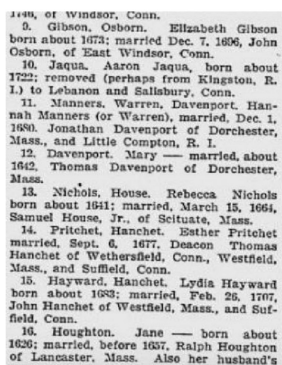 1746, of Windsor, Conn.
9. Gibson, Osborn. Elizabeth Gibson
born about 1673; married Dec. 7, 1696, John
Osborn, of East Windsor, Conn.
10. Jaqua. Aaron Jaqua, born about
1722; removed (perhaps from Kingston, R.
I.) to Lebanon and Salisbury, Conn.
11. Manners, Warren, Davenport. Han-
nah Manners (or Warren), married, Dec. 1,
1680. Jonathan Davenport of Dorchester,
Mass., and Little Compton, R. I.
12. Davenport. Mary — married, about
1642, Thomas Davenport of Dorchester,
Mass.
13. Nichols, House. Rebecca Nichols
born about 1641; married, March 15, 1664,
Samuel House, Jr., of Scituate, Mass.
14. Pritchet, Hanchet. Esther Pritchet
married, Sept. 6, 1677, Deacon Thomas
Hanchet of Wethersfield, Conn., Westfield,
Mass., and Suffield, Conn.
15. Hayward, Hanchet. Lydia Hayward
born about 1683; married, Feb. 26, 1707,
John Hanchet of Westfield, Mass., and Suf-
field, Conn.
16. Houghton. Jane — born about
1626; married, before 1657, Ralph Houghton
of Lancaster, Mass. Also her husband's